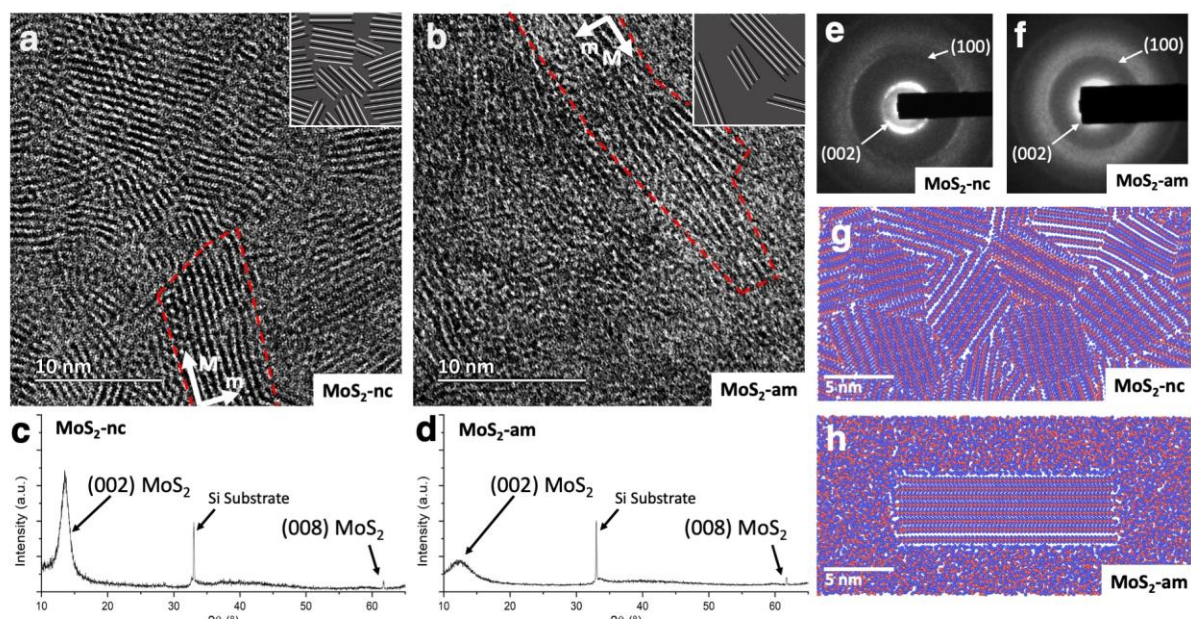 a
M
m
10 nm
MoS₂-nc
b
m
M
10 nm
MoS₂-am
e
(100)
(002)
MoS₂-nc
f
(100)
(002)
MoS₂-am
g
5 nm
MoS₂-nc
h
5 nm
MoS₂-am
c
MoS₂-nc
Intensity (a.u.)
(002) MoS₂
Si Substrate
(008) MoS₂
10 20 30 40 50 60
d
MoS₂-am
Intensity (a.u.)
(002) MoS₂
Si Substrate
(008) MoS₂
10 20 30 40 50 60